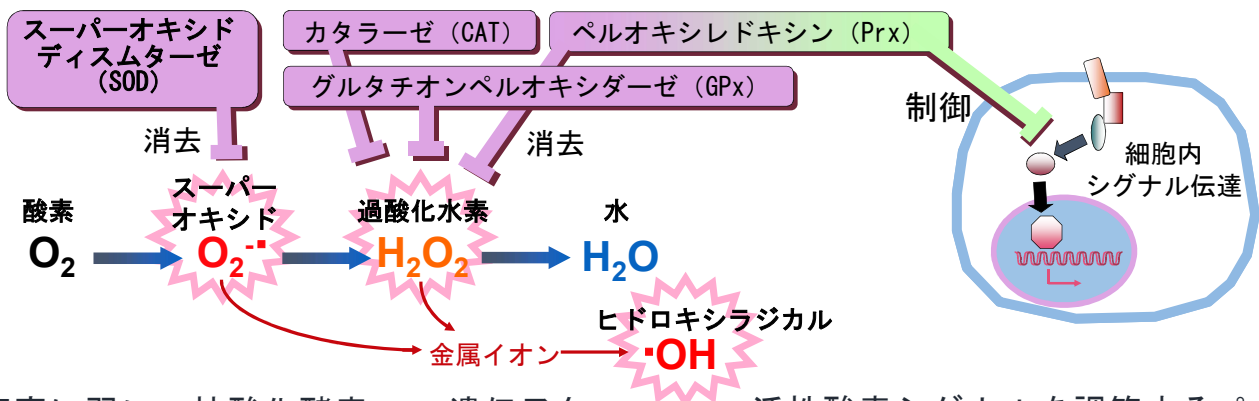 スーパーオキシド
ディスムターゼ
(SOD)
カタラーゼ (CAT)
ペルオキシレドキシン (Prx)
グルタチオンペルオキシダーゼ (GPx)
消去
消去
制御
細胞内
シグナル伝達
酸素
O₂
スーパー
オキシド
O₂⁻▪
過酸化水素
H₂O₂
水
H₂O
金属イオン
ヒドロキシラジカル
▪OH